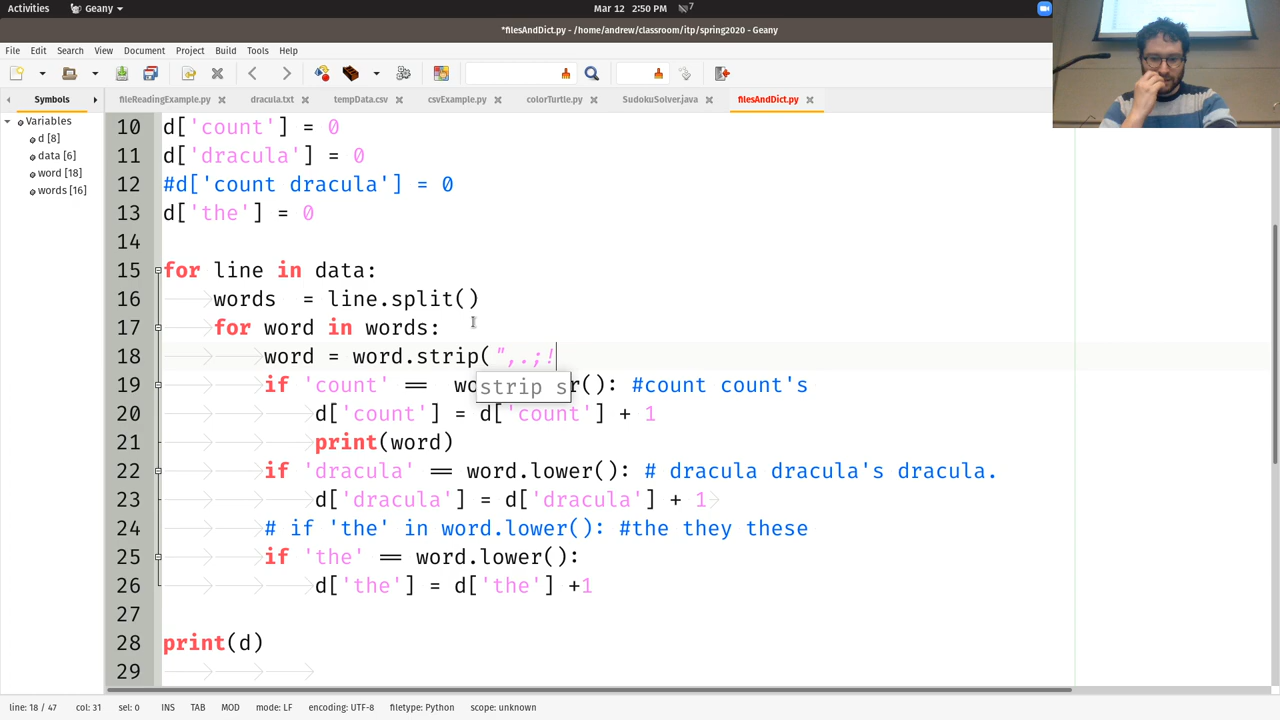 Activities Geany Mar 12 2:50 PM 7
*filesAndDict.py - /home/andrew/classroom/itp/spring2020 - Geany
File Edit Search View Document Project Build Tools Help
Symbols fileReadingExample.py dracula.txt tempData.csv csvExample.py colorTurtle.py SudokuSolver.java filesAndDict.py
Variables
d [8]
data [6]
word [18]
words [16]
10 d['count'] = 0
11 d['dracula'] = 0
12 #d['count dracula'] = 0
13 d['the'] = 0
14
15 for line in data:
16 words  = line.split()
17 for word in words:
18 word = word.strip(",.;!
strip s
19 if 'count' == wo r(): #count count's
20 d['count'] = d['count'] + 1
21 print(word)
22 if 'dracula' == word.lower(): # dracula dracula's dracula.
23 d['dracula'] = d['dracula'] + 1
24 # if 'the' in word.lower(): #the they these
25 if 'the' == word.lower():
26 d['the'] = d['the'] +1
27
28 print(d)
29
line: 18 / 47 col: 31 sel: 0 INS TAB MOD mode: LF encoding: UTF-8 filetype: Python scope: unknown